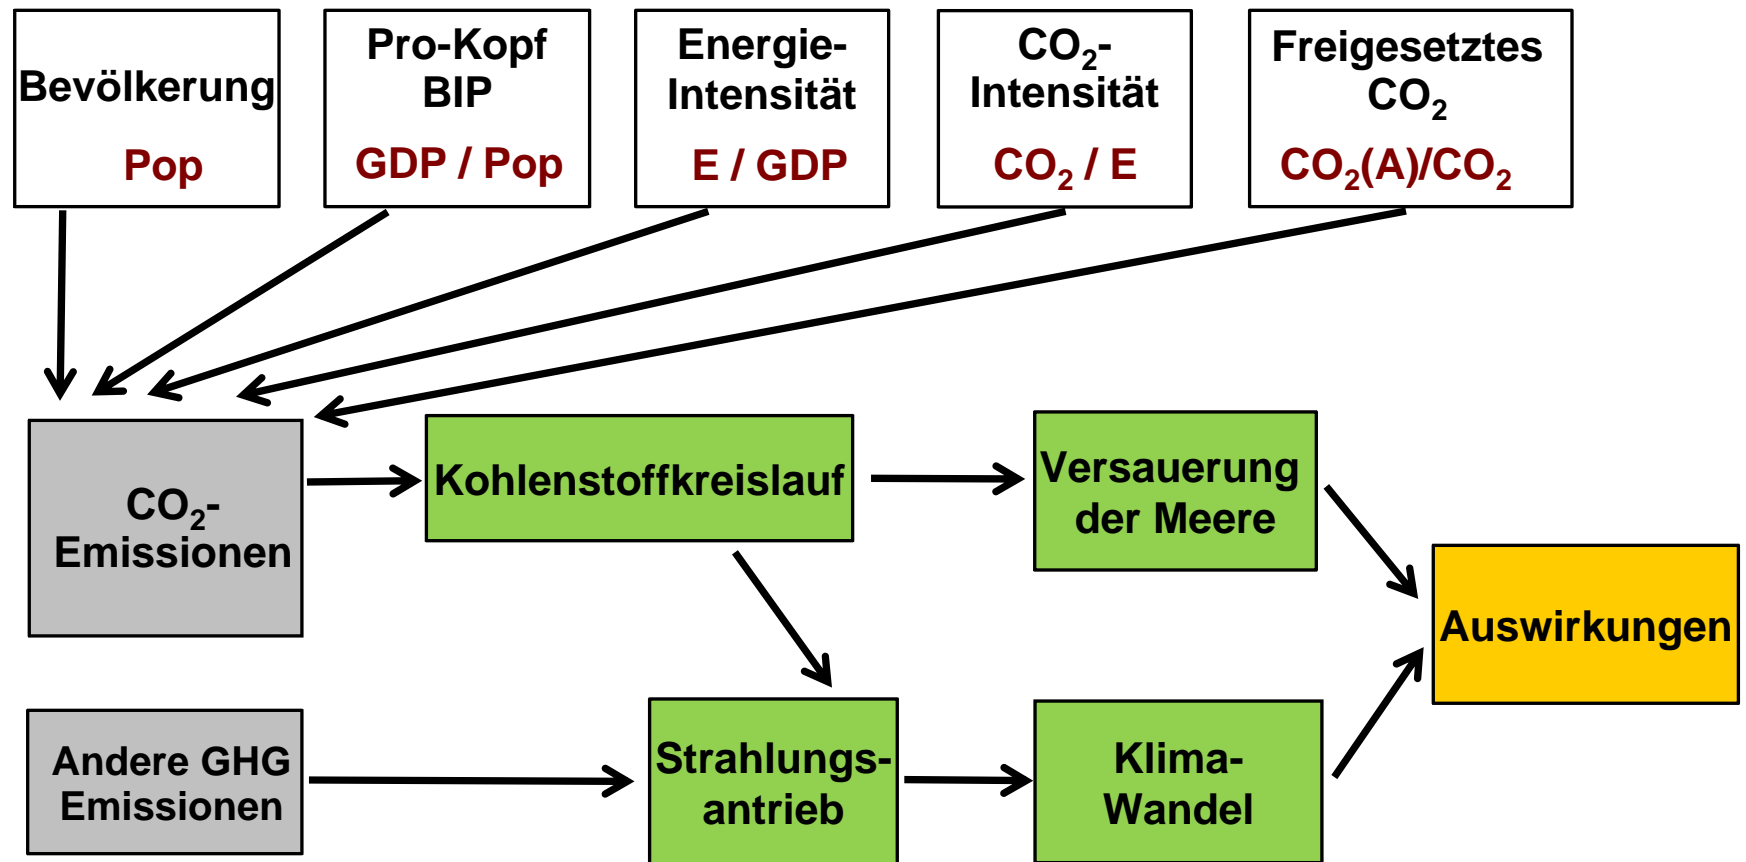 Bevölkerung
Pop
Pro-Kopf
BIP
GDP / Pop
Energie-
Intensität
E / GDP
CO₂-
Intensität
CO₂ / E
Freigesetztes
CO₂
CO₂(A)/CO₂
CO₂-
Emissionen
Kohlenstoffkreislauf
Versauerung
der Meere
Auswirkungen
Andere GHG
Emissionen
Strahlungs-
antrieb
Klima-
Wandel